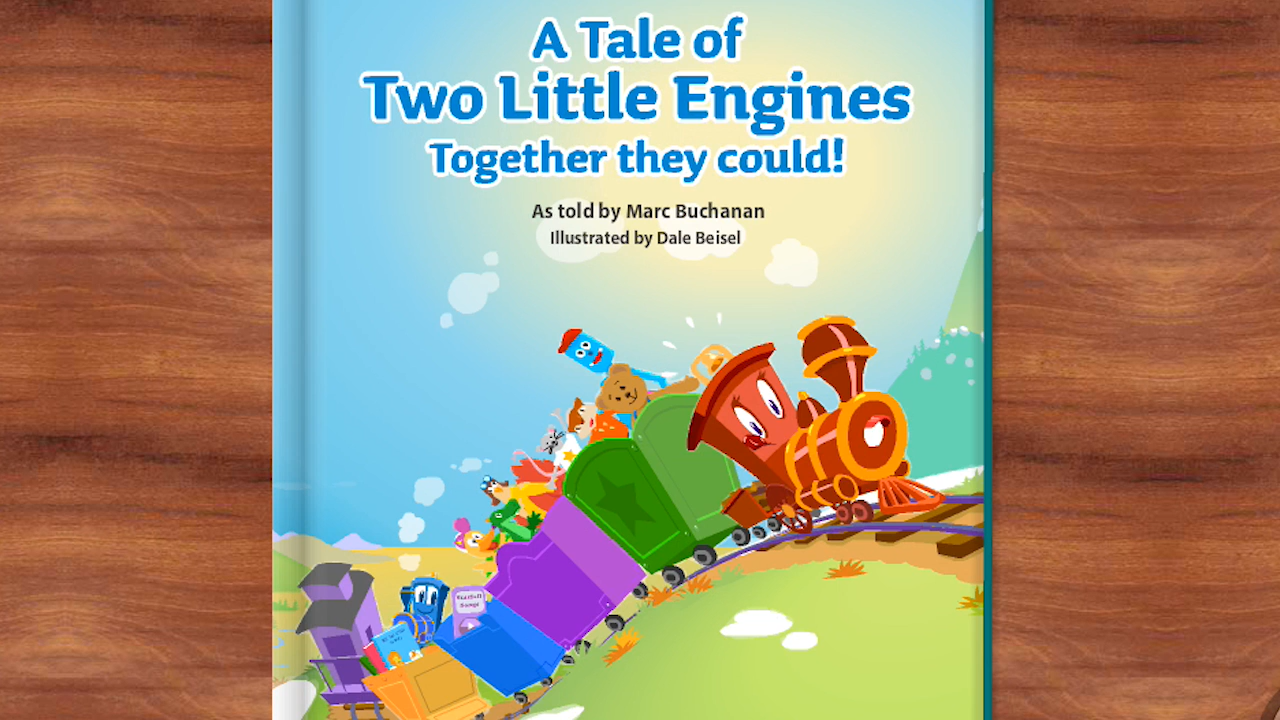 A Tale of
Two Little Engines
Together they could!
As told by Marc Buchanan
Illustrated by Dale Beisel